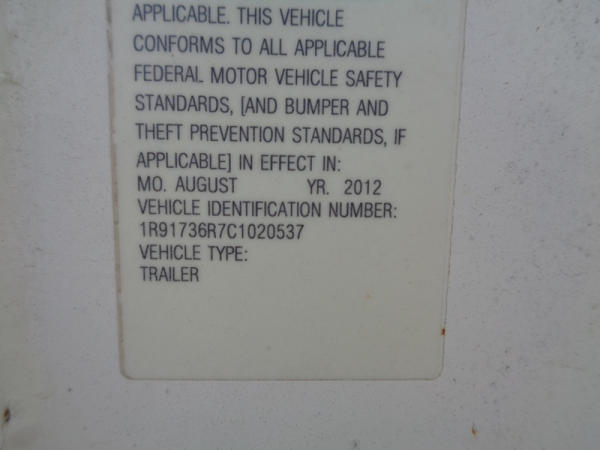 APPLICABLE. THIS VEHICLE
CONFORMS TO ALL APPLICABLE
FEDERAL MOTOR VEHICLE SAFETY
STANDARDS, [AND BUMPER AND
THEFT PREVENTION STANDARDS, IF
APPLICABLE] IN EFFECT IN:
MO. AUGUST YR. 2012
VEHICLE IDENTIFICATION NUMBER:
1R91736R7C1020537
VEHICLE TYPE:
TRAILER